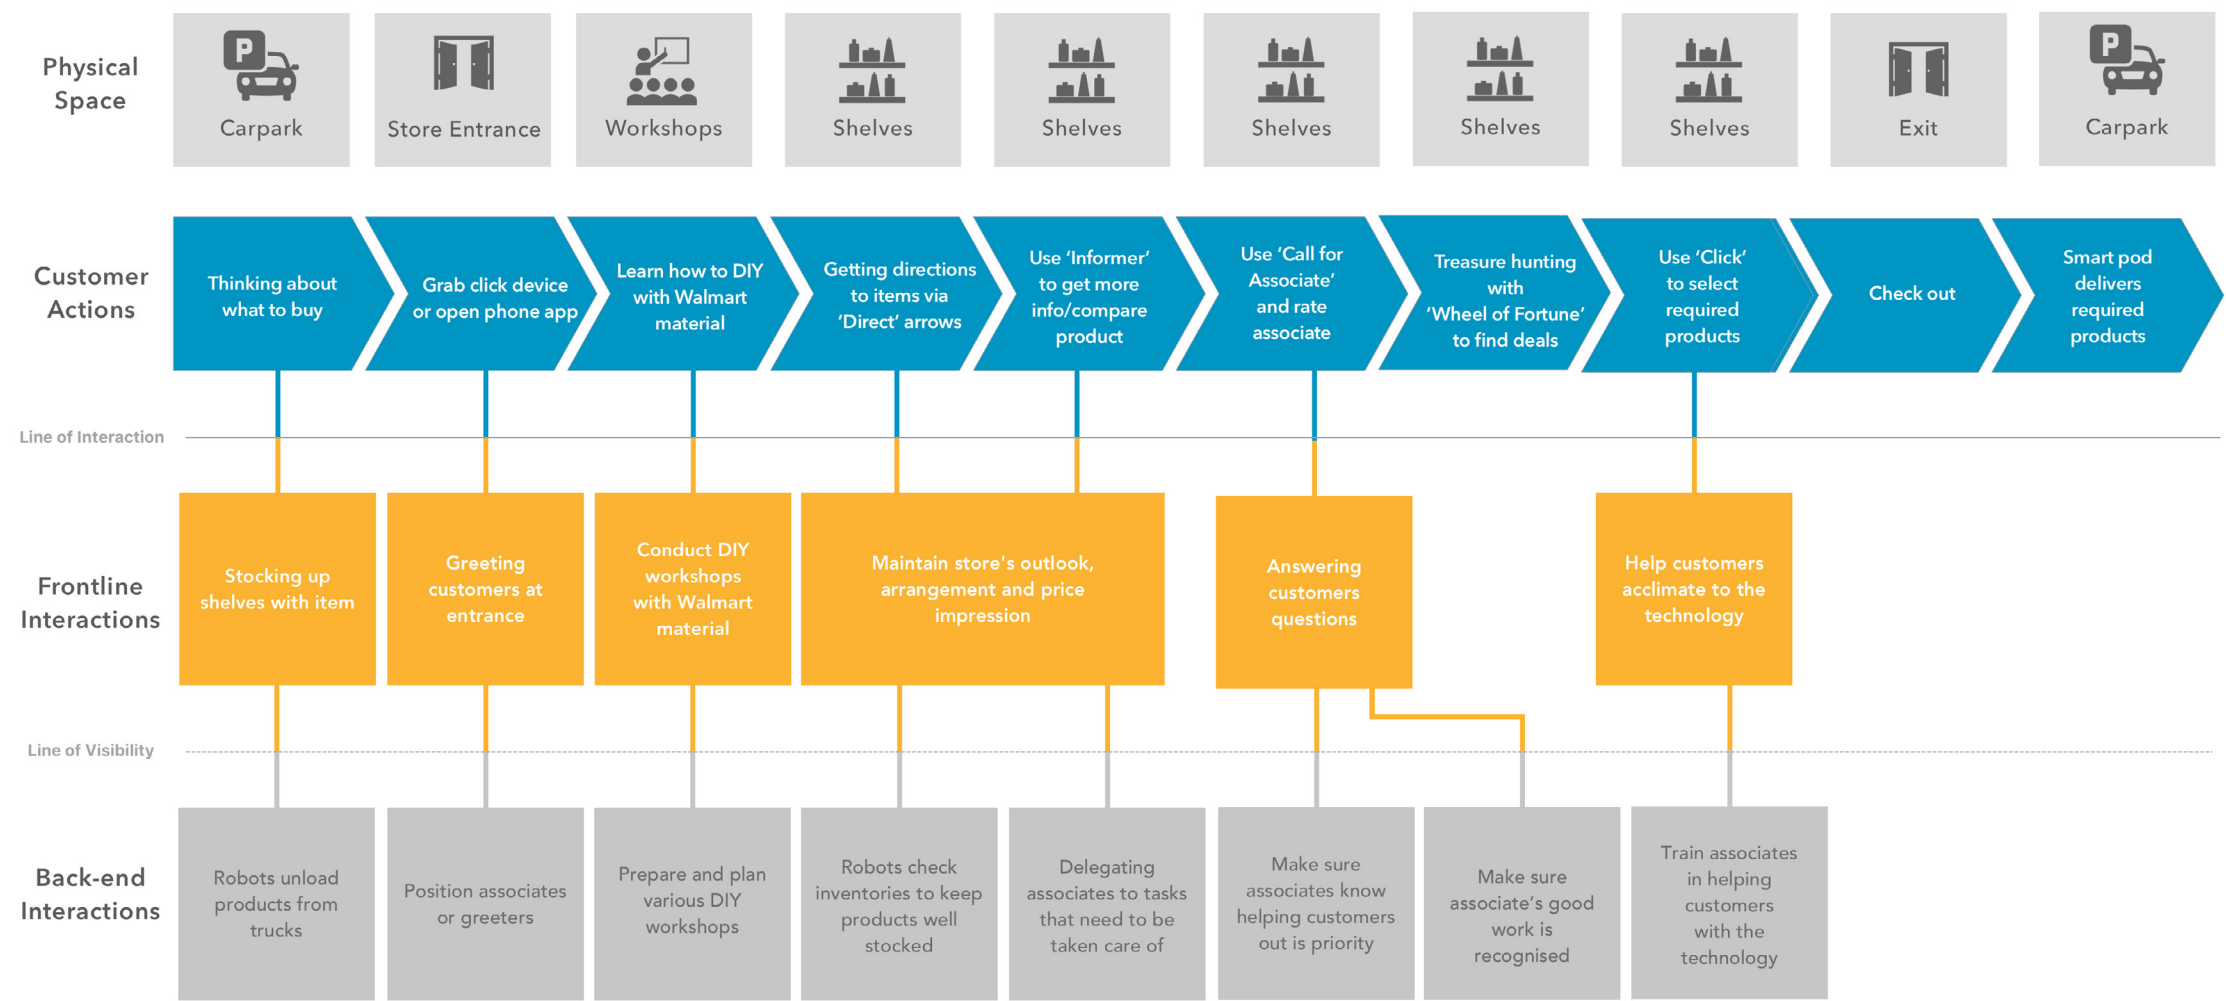 Physical
Space
P
Carpark
Store Entrance
Workshops
Shelves
Shelves
Shelves
Shelves
Shelves
Exit
P
Carpark
Customer
Actions
Thinking about
what to buy
Grab click device
or open phone app
Learn how to DIY
with Walmart
material
Getting directions
to items via
‘Direct’ arrows
Use ‘Informer’
to get more
info/compare
product
Use ‘Call for
Associate’
and rate
associate
Treasure hunting
with
‘Wheel of Fortune’
to find deals
Use ‘Click’
to select
required
products
Check out
Smart pod
delivers
required
products
Line of Interaction
Frontline
Interactions
Stocking up
shelves with item
Greeting
customers at
entrance
Conduct DIY
workshops
with Walmart
material
Maintain store's outlook,
arrangement and price
impression
Answering
customers
questions
Help customers
acclimate to the
technology
Line of Visibility
Back-end
Interactions
Robots unload
products from
trucks
Position associates
or greeters
Prepare and plan
various DIY
workshops
Robots check
inventories to keep
products well
stocked
Delegating
associates to tasks
that need to be
taken care of
Make sure
associates know
helping customers
out is priority
Make sure
associate’s good
work is
recognised
Train associates
in helping
customers
with the
technology